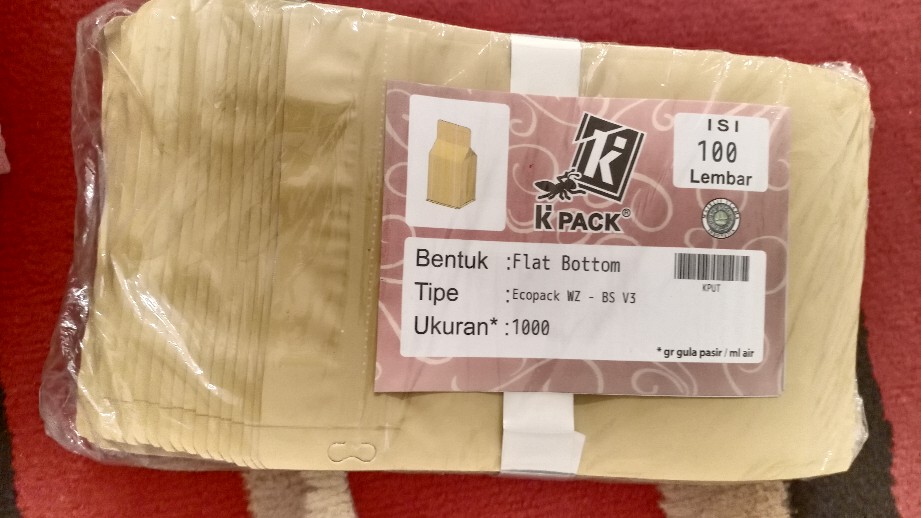 ISI
100
Lembar
K PACK®
Bentuk :Flat Bottom
Tipe :Ecopack WZ - BS V3
Ukuran* :1000
KPUT
* gr gula pasir / ml air